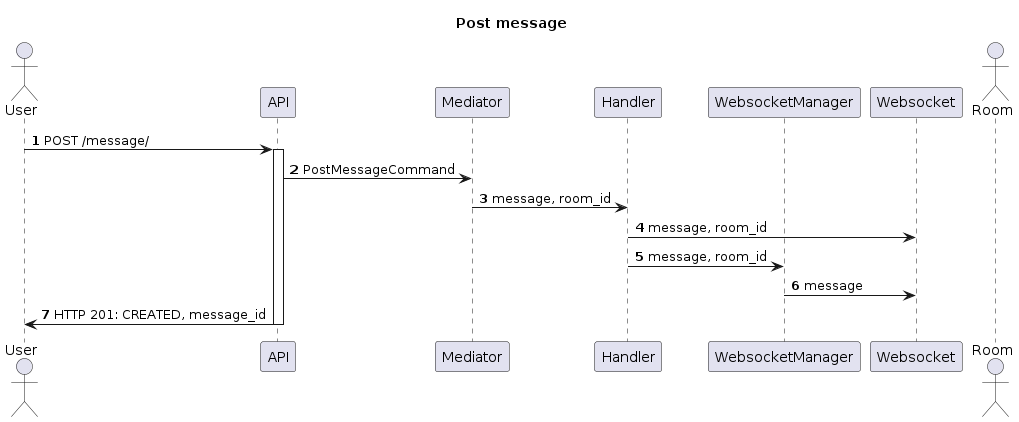 Post message
User
API
Mediator
Handler
WebsocketManager
Websocket
Room
1 POST /message/
2 PostMessageCommand
3 message, room_id
4 message, room_id
5 message, room_id
6 message
7 HTTP 201: CREATED, message_id
User
API
Mediator
Handler
WebsocketManager
Websocket
Room